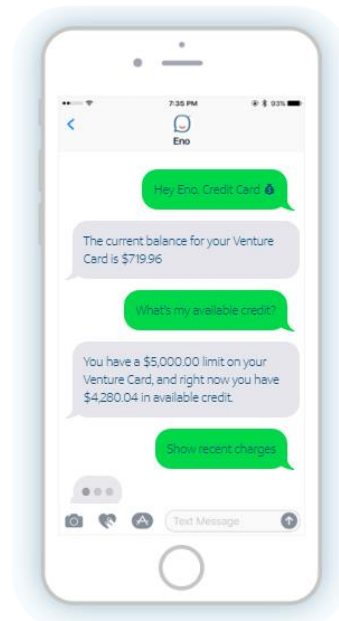 7:35 PM
93%
Eno
Hey Eno. Credit Card 💰
The current balance for your Venture
Card is $719.96
What's my available credit?
You have a $5,000.00 limit on your
Venture Card, and right now you have
$4,280.04 in available credit.
Show recent charges
Text Message